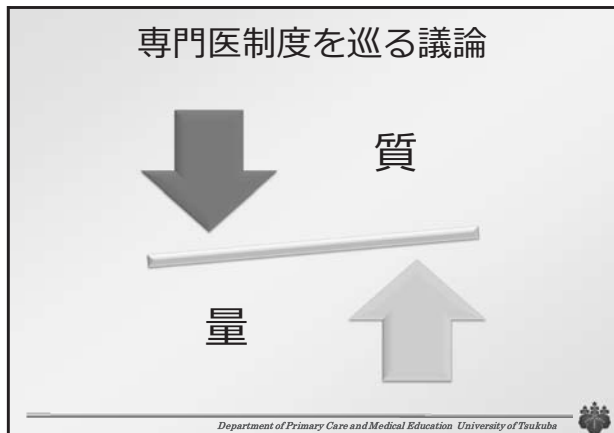 専門医制度を巡る議論
質
量
Department of Primary Care and Medical Education University of Tsukuba